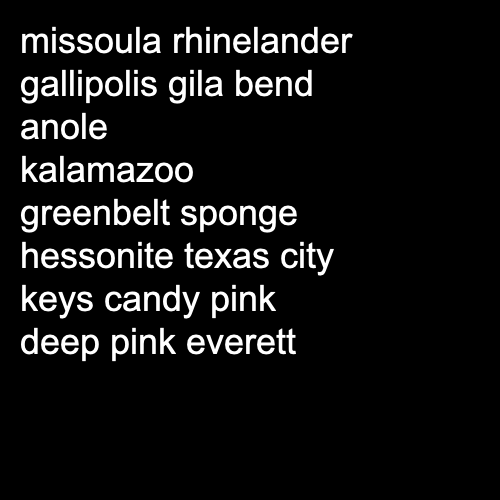 missoula rhinelander
gallipolis gila bend
anole
kalamazoo
greenbelt sponge
hessonite texas city
keys candy pink
deep pink everett